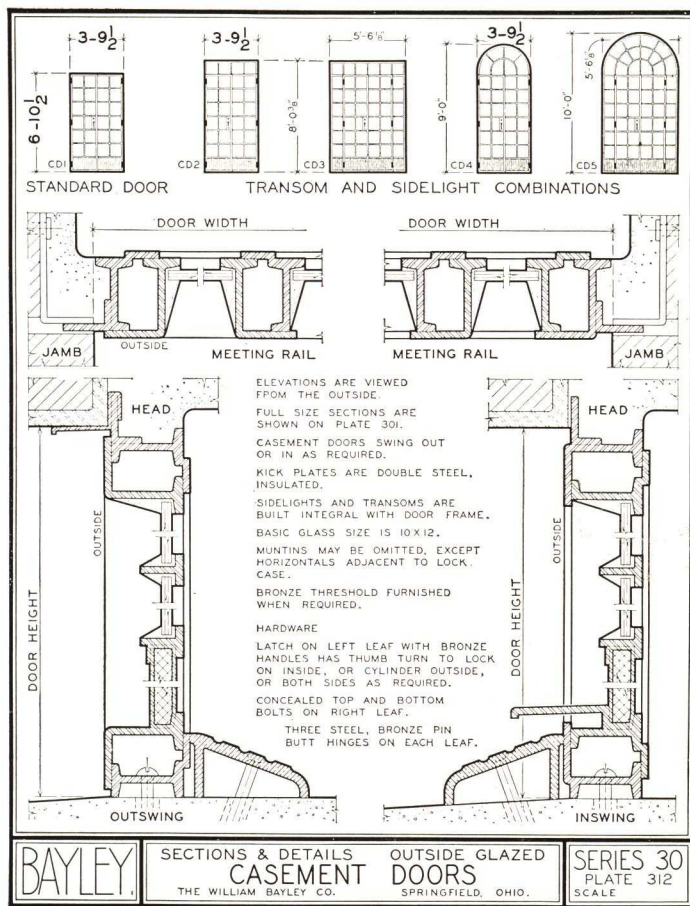 3-9½
3-9½
5'-6⅛"
3-9½
5'-6⅛"
6-10½
8'-0⅜"
9'-0"
10'-0"
CD1
CD2
CD3
CD4
CD5
STANDARD DOOR
TRANSOM AND SIDELIGHT COMBINATIONS
DOOR WIDTH
DOOR WIDTH
JAMB
OUTSIDE
MEETING RAIL
MEETING RAIL
JAMB
HEAD
OUTSIDE
DOOR HEIGHT
OUTSWING
ELEVATIONS ARE VIEWED
FPOM THE OUTSIDE.
FULL SIZE SECTIONS ARE
SHOWN ON PLATE 301.
CASEMENT DOORS SWING OUT
OR IN AS REQUIRED.
KICK PLATES ARE DOUBLE STEEL,
INSULATED.
SIDELIGHTS AND TRANSOMS ARE
BUILT INTEGRAL WITH DOOR FRAME.
BASIC GLASS SIZE IS 10 X 12.
MUNTINS MAY BE OMITTED, EXCEPT
HORIZONTALS ADJACENT TO LOCK
CASE.
BRONZE THRESHOLD FURNISHED
WHEN REQUIRED.
HARDWARE
LATCH ON LEFT LEAF WITH BRONZE
HANDLES HAS THUMB TURN TO LOCK
ON INSIDE, OR CYLINDER OUTSIDE,
OR BOTH SIDES AS REQUIRED.
CONCEALED TOP AND BOTTOM
BOLTS ON RIGHT LEAF.
THREE STEEL, BRONZE PIN
BUTT HINGES ON EACH LEAF.
HEAD
OUTSIDE
DOOR HEIGHT
INSWING
BAYLEY
SECTIONS & DETAILS OUTSIDE GLAZED
CASEMENT DOORS
THE WILLIAM BAYLEY CO. SPRINGFIELD, OHIO.
SERIES 30
PLATE 312
SCALE